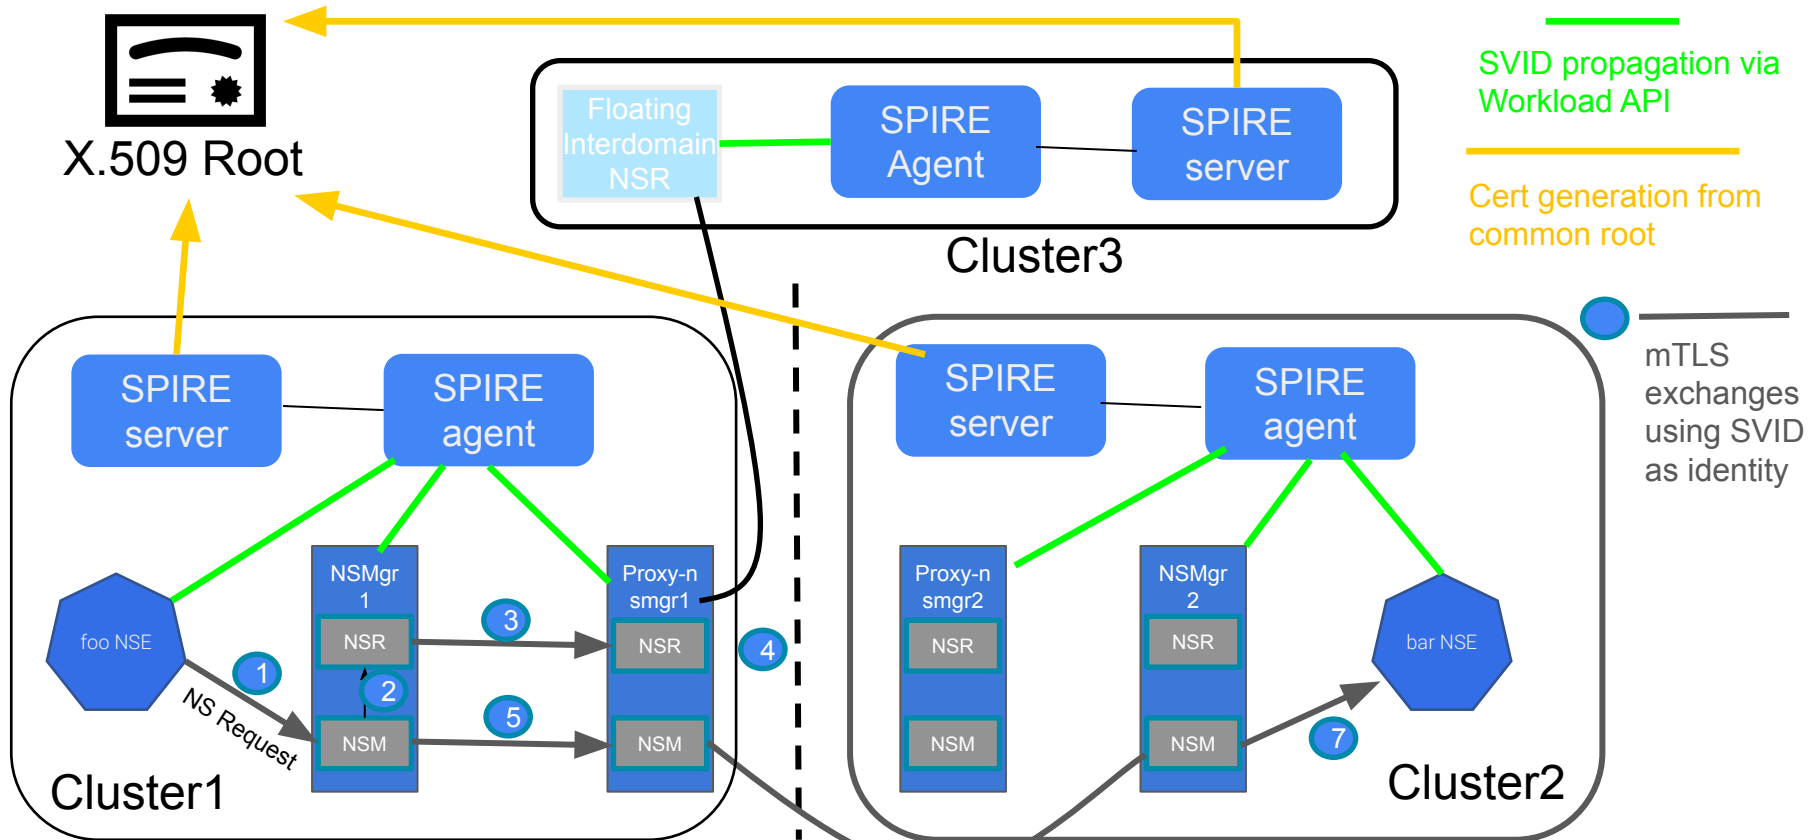 X.509 Root
Floating
Interdomain
NSR
SPIRE
Agent
SPIRE
server
Cluster3
SVID propagation via
Workload API
Cert generation from
common root
mTLS
exchanges
using SVID
as identity
SPIRE
server
SPIRE
agent
foo NSE
1
NS Request
NSMgr
1
NSR
2
NSM
3
5
Proxy-n
smgr1
NSR
NSM
4
Cluster1
SPIRE
server
SPIRE
agent
Proxy-n
smgr2
NSR
NSM
NSMgr
2
NSR
NSM
bar NSE
7
Cluster2